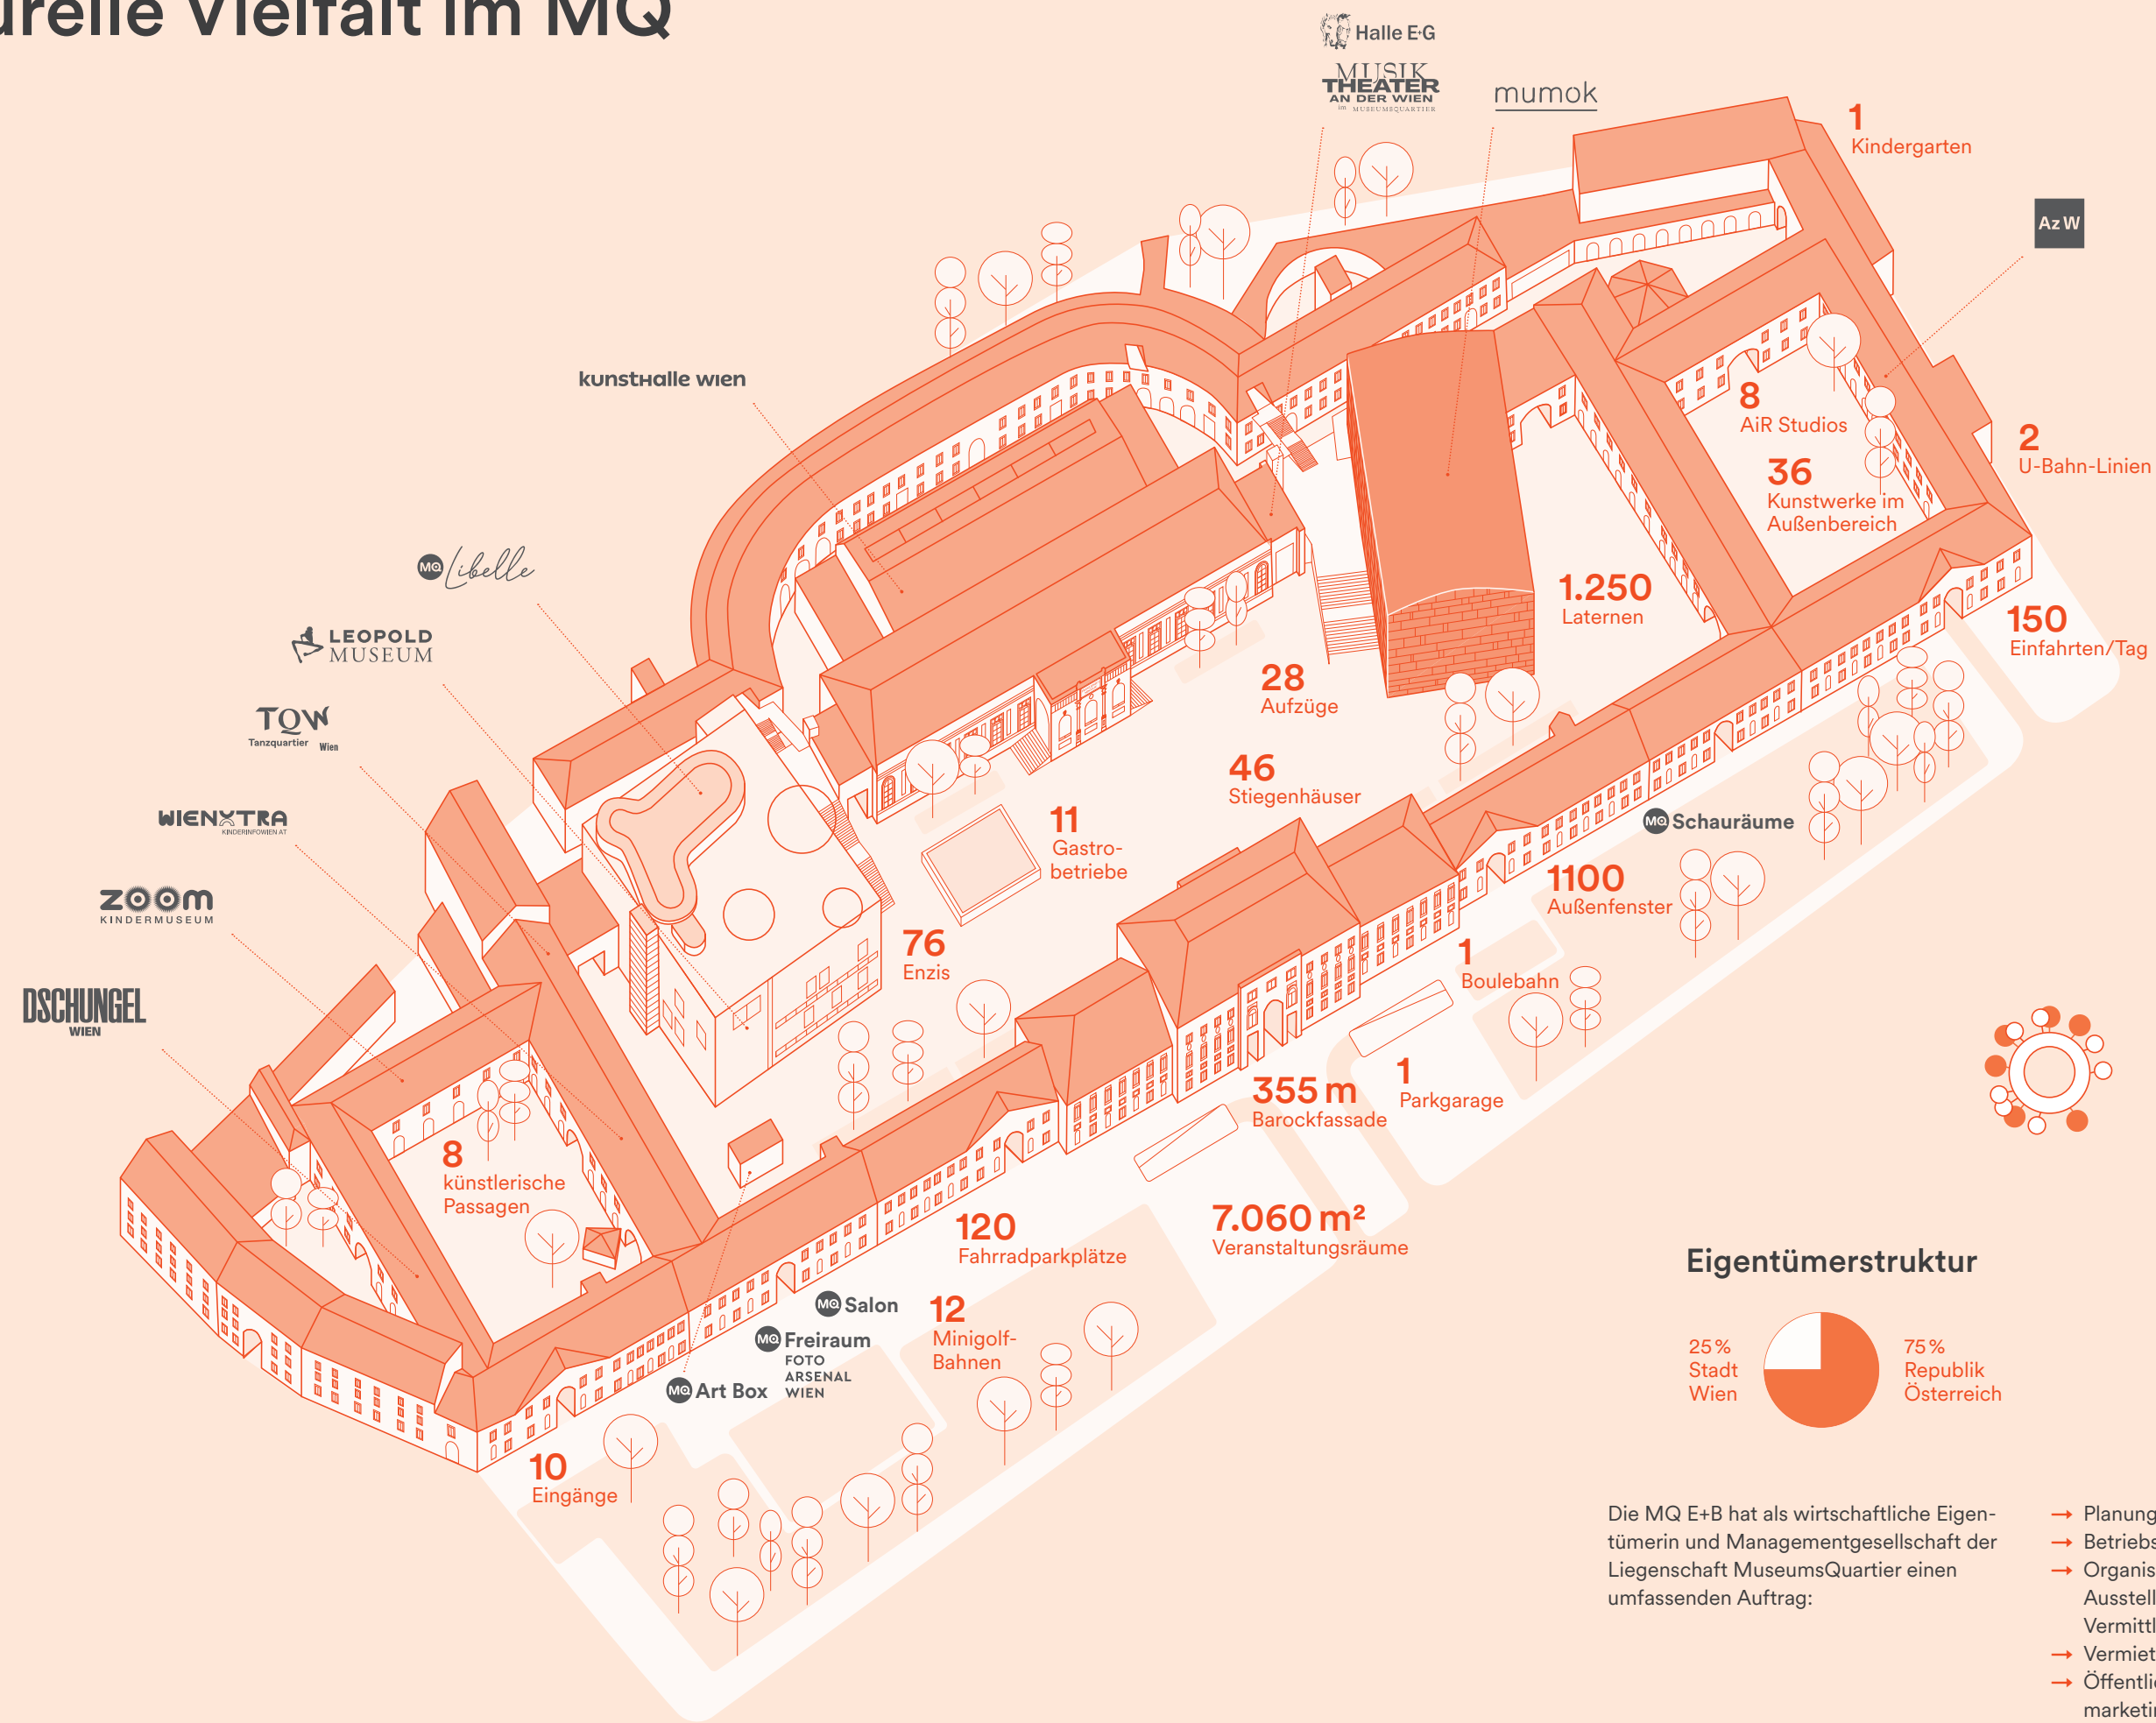 Vielfalt im MQ
Halle E+G
MUSIK
THEATER
AN DER WIEN
im MUSEUMSQUARTIER
mumok
1
Kindergarten
Az W
kunsthalle wien
8
AiR Studios
2
U-Bahn-Linien
36
Kunstwerke im
Außenbereich
MQ Libelle
1.250
Laternen
150
Einfahrten/Tag
LEOPOLD
MUSEUM
28
Aufzüge
TQW
Tanzquartier Wien
46
Stiegenhäuser
WIENXTRA
KINDERINFOWIEN.AT
11
Gastro-
betriebe
MQ Schauräume
ZOOM
KINDERMUSEUM
1100
Außenfenster
76
Enzis
1
Boulebahn
DSCHUNGEL
WIEN
355 m
Barockfassade
1
Parkgarage
8
künstlerische
Passagen
120
Fahrradparkplätze
7.060 m²
Veranstaltungsräume
MQ Salon
12
Minigolf-
Bahnen
MQ Freiraum
FOTO
ARSENAL
WIEN
MQ Art Box
10
Eingänge
Eigentümerstruktur
25 %
Stadt
Wien
75 %
Republik
Österreich
Die MQ E+B hat als wirtschaftliche Eigen-
tümerin und Managementgesellschaft der
Liegenschaft MuseumsQuartier einen
umfassenden Auftrag:
→ Planung
→ Betriebs
→ Organis
Ausstell
Vermittl
→ Vermiet
→ Öffentli
marketi